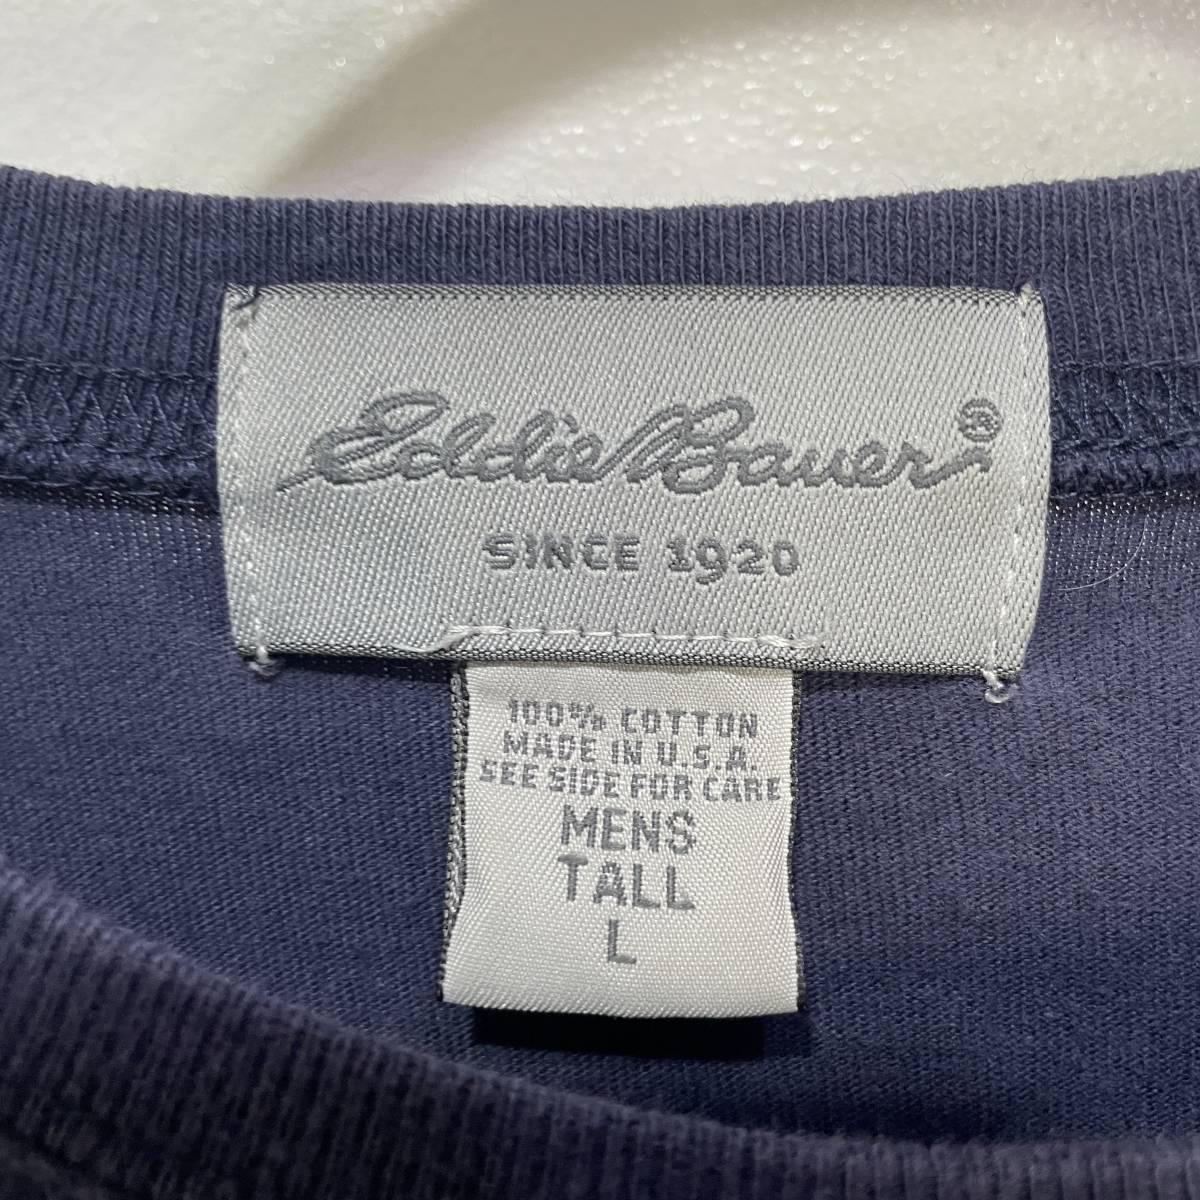 Eddie Bauer®
SINCE 1920
100% COTTON
MADE IN U.S.A.
SEE SIDE FOR CARE
MENS
TALL
L